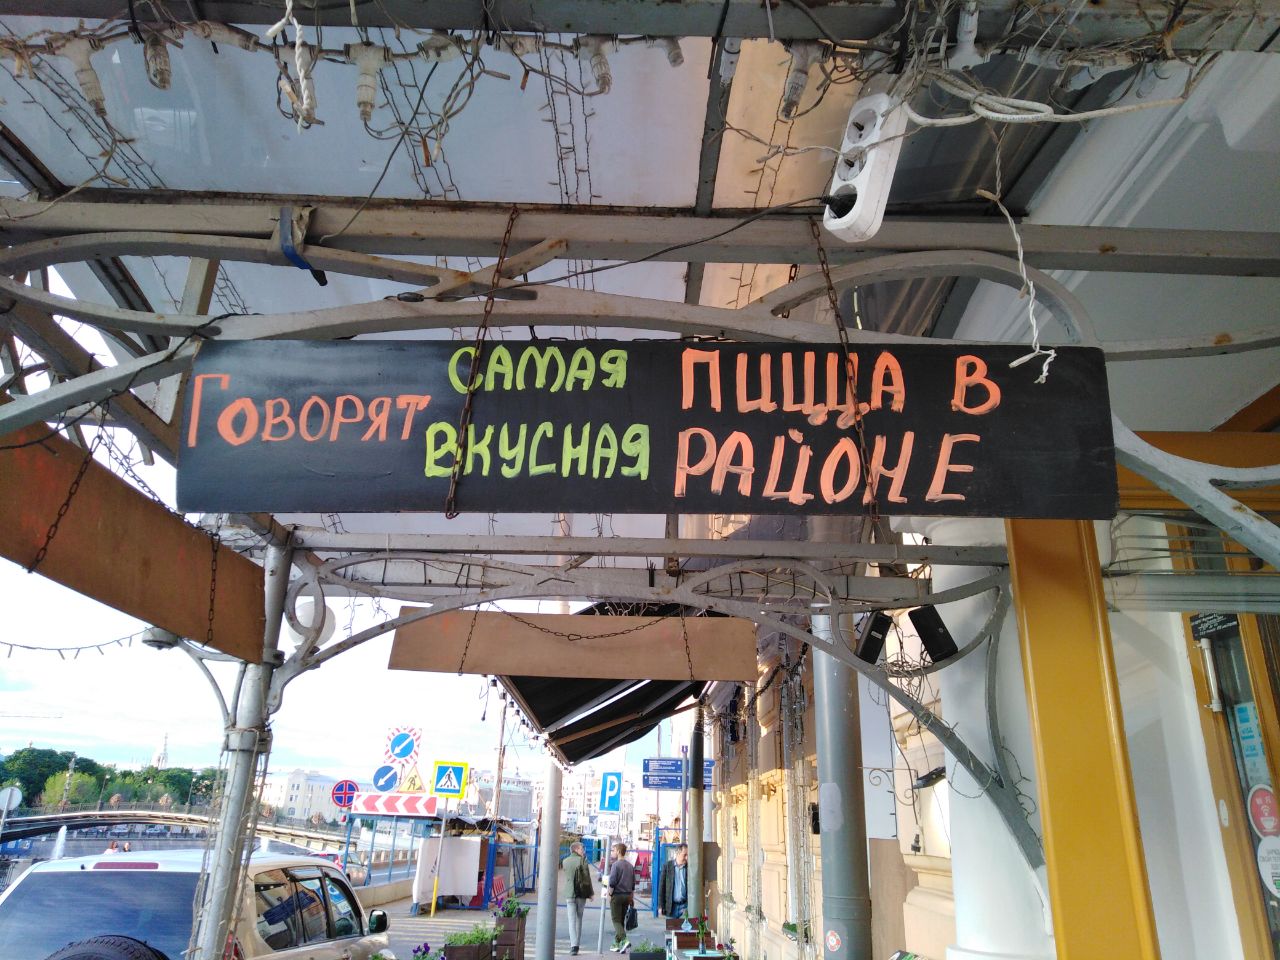 Говорят
самая
вкусная
пицца в
районе
P